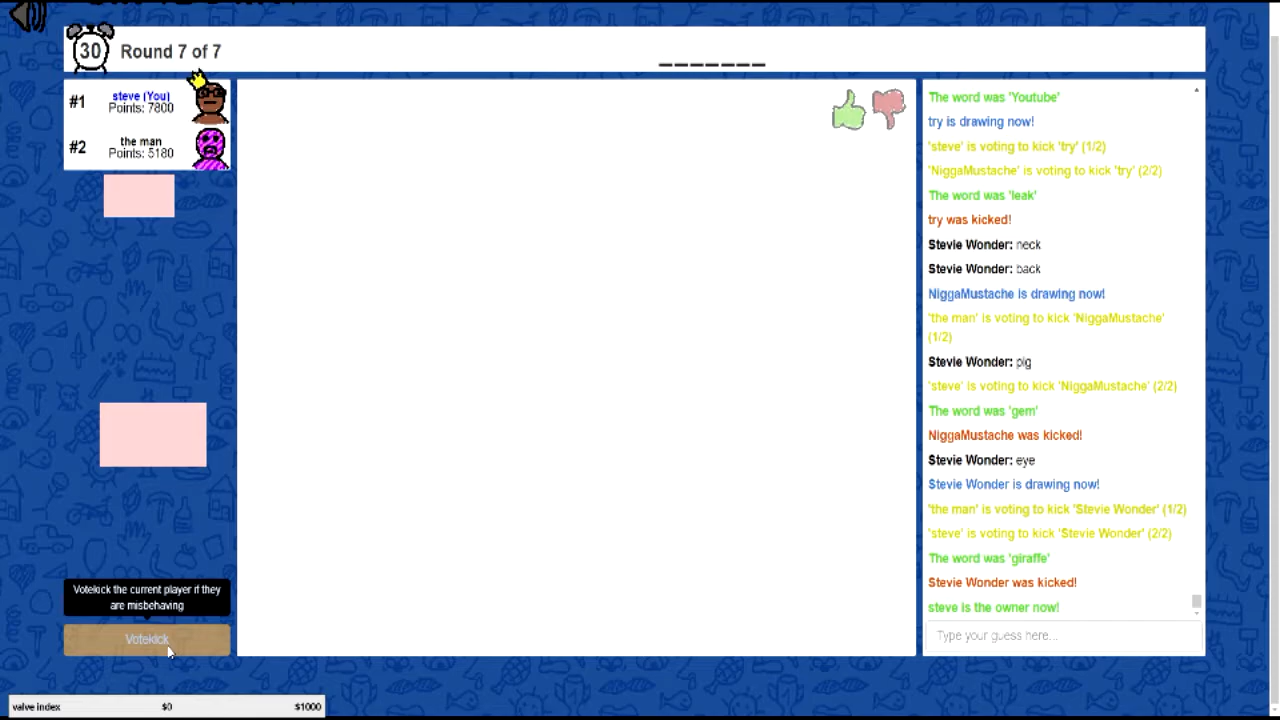 30 Round 7 of 7
_______
#1 steve (You)
Points: 7800
#2 the man
Points: 5180
The word was 'Youtube'
try is drawing now!
'steve' is voting to kick 'try' (1/2)
'NiggaMustache' is voting to kick 'try' (2/2)
The word was 'leak'
try was kicked!
Stevie Wonder: neck
Stevie Wonder: back
NiggaMustache is drawing now!
'the man' is voting to kick 'NiggaMustache'
(1/2)
Stevie Wonder: pig
'steve' is voting to kick 'NiggaMustache' (2/2)
The word was 'gem'
NiggaMustache was kicked!
Stevie Wonder: eye
Stevie Wonder is drawing now!
'the man' is voting to kick 'Stevie Wonder' (1/2)
'steve' is voting to kick 'Stevie Wonder' (2/2)
The word was 'giraffe'
Stevie Wonder was kicked!
steve is the owner now!
Type your guess here...
Votekick the current player if they
are misbehaving
Votekick
valve index $0 $1000